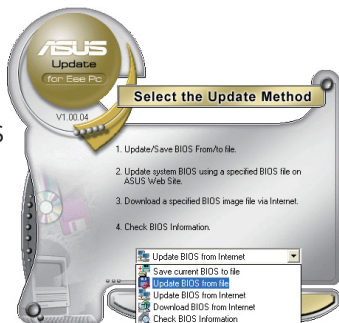 ASUS
Update
for Eee Pc
V1.00.04
Select the Update Method
S
1. Update/Save BIOS From/to file.
2. Update system BIOS using a specified BIOS file on
ASUS Web Site.
3. Download a specified BIOS image file via Internet.
4. Check BIOS Information.
Update BIOS from Internet
Save current BIOS to file
Update BIOS from file
Update BIOS from Internet
Download BIOS from Internet
Check BIOS Information